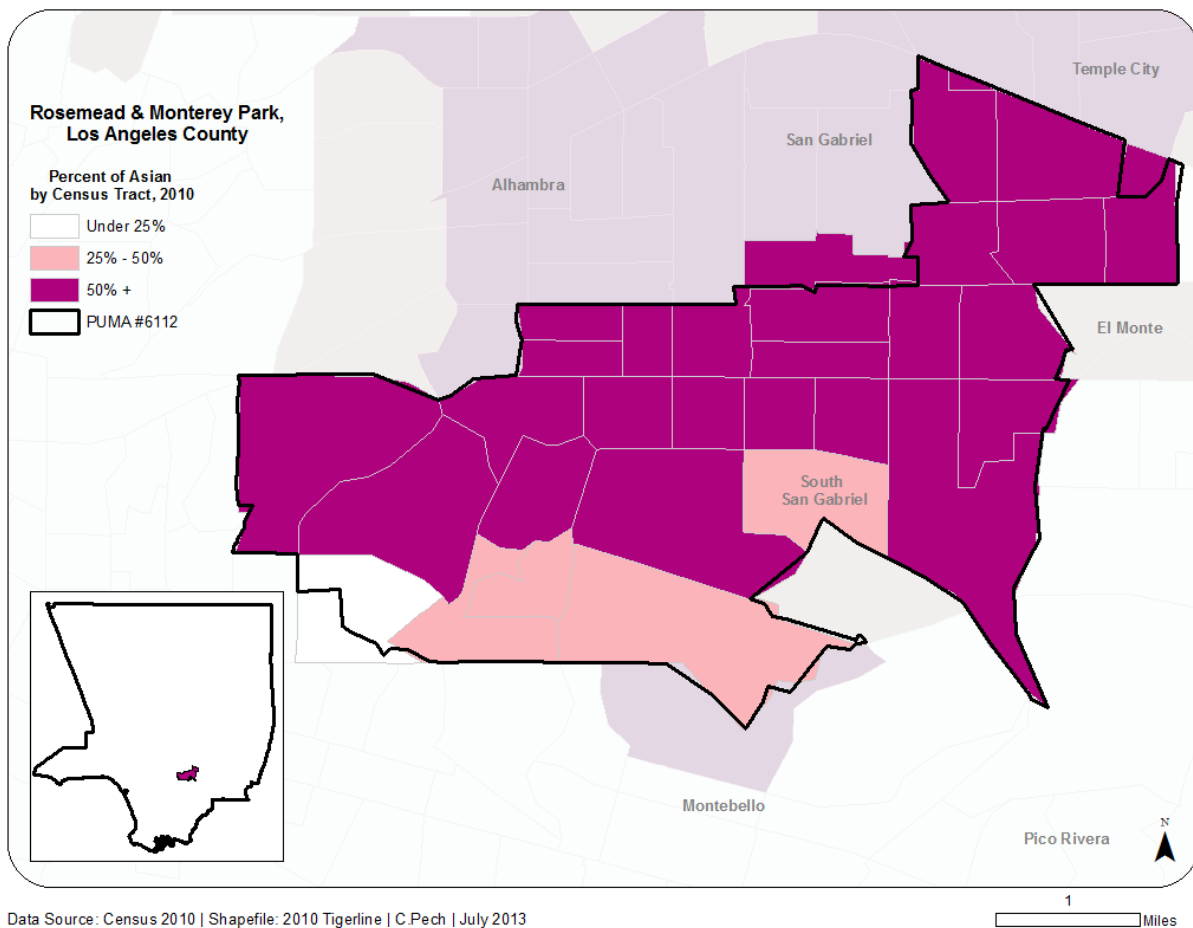 Rosemead & Monterey Park,
Los Angeles County
Percent of Asian
by Census Tract, 2010
Under 25%
25% - 50%
50% +
PUMA #6112
Temple City
San Gabriel
Alhambra
El Monte
South
San Gabriel
Montebello
Pico Rivera
N
1
Miles
Data Source: Census 2010 | Shapefile: 2010 Tigerline | C.Pech | July 2013